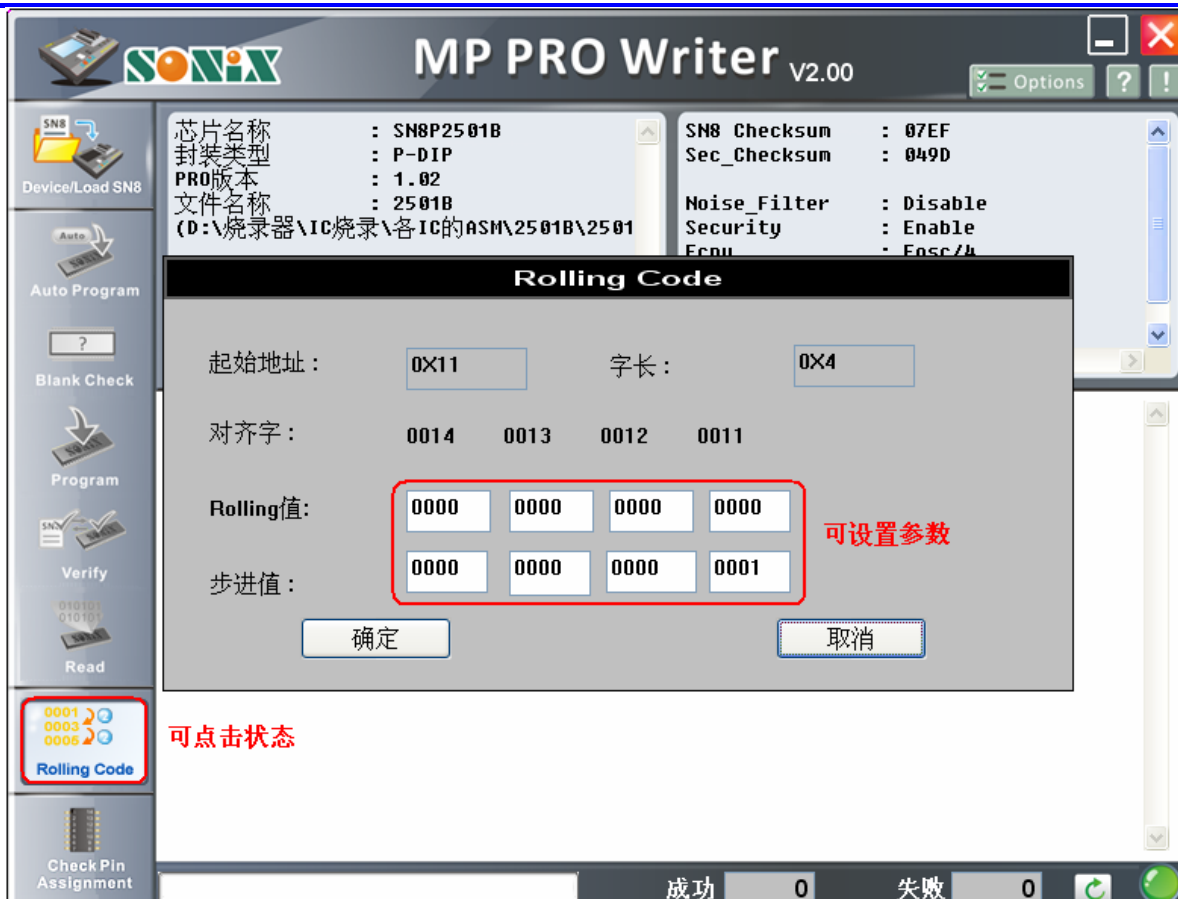 SONiX
MP PRO Writer V2.00
Options ? !
SN8
Device/Load SN8
芯片名称 : SN8P2501B
封装类型 : P-DIP
PRO版本 : 1.02
文件名称 : 2501B
(D:\烧录器\IC烧录\各IC的ASM\2501B\2501
SN8 Checksum : 07EF
Sec_Checksum : 049D
Noise_Filter : Disable
Security : Enable
Fcpu : Fosc/4
Auto
Auto Program
?
Blank Check
Program
Verify
Read
0001
0003
0005
Rolling Code
Check Pin
Assignment
Rolling Code
起始地址: 0X11 字长: 0X4
对齐字: 0014 0013 0012 0011
Rolling值: 0000 0000 0000 0000
可设置参数
步进值: 0000 0000 0000 0001
确定 取消
可点击状态
成功 0 失败 0